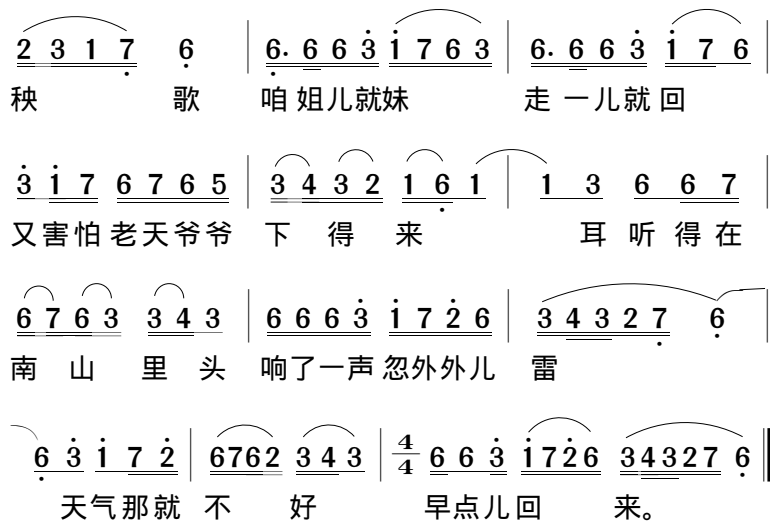 2 3 1 7 6 | 6. 6 6 3 1 7 6 3 | 6. 6 6 3 1 7 6 |
秧 歌 咱 姐儿就妹 走 一儿就 回
3 1 7 6 7 6 5 | 3 4 3 2 1 6 1 | 1 3 6 6 7 |
又害怕 老天爷爷 下 得 来 耳 听 得 在
6 7 6 3 3 4 3 | 6 6 6 3 1 7 2 6 | 3 4 3 2 7 6 |
南 山 里 头 响了一声 忽外外儿 雷
6 3 1 7 2 | 6762 3 4 3 | 4/4 6 6 3 1726 34327 6 ‖
天气那就 不 好 早点儿回 来。